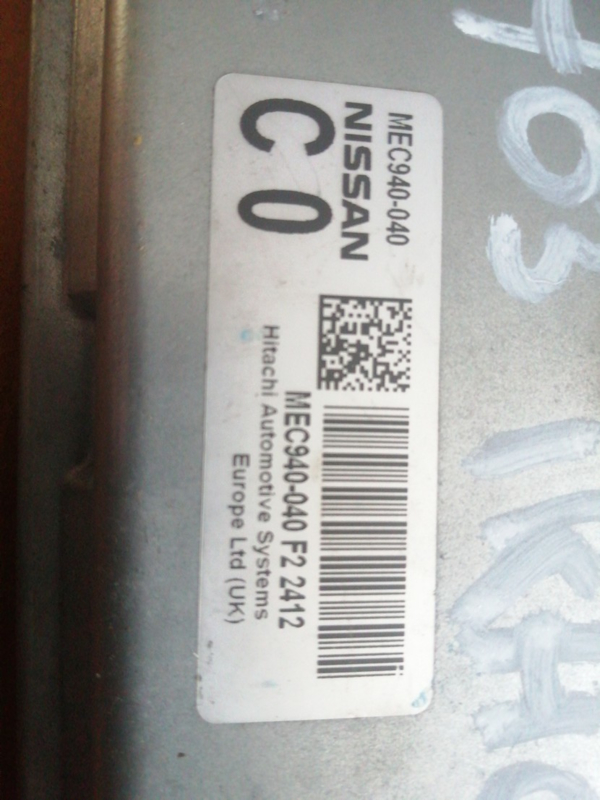 MEC940-040
NISSAN
C 0
MEC940-040 F2 2412
Hitachi Automotive Systems
Europe Ltd (UK)